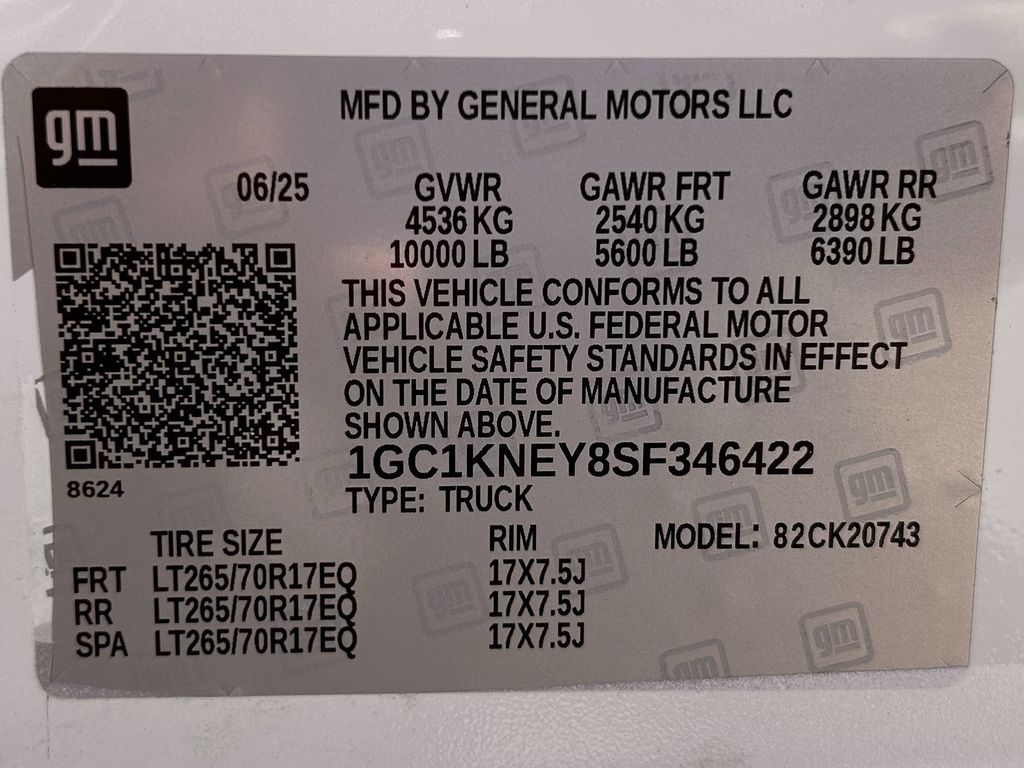 gm
MFD BY GENERAL MOTORS LLC
06/25 GVWR GAWR FRT GAWR RR
4536 KG 2540 KG 2898 KG
10000 LB 5600 LB 6390 LB
THIS VEHICLE CONFORMS TO ALL
APPLICABLE U.S. FEDERAL MOTOR
VEHICLE SAFETY STANDARDS IN EFFECT
ON THE DATE OF MANUFACTURE
SHOWN ABOVE.
1GC1KNEY8SF346422
8624
TYPE: TRUCK
TIRE SIZE RIM MODEL: 82CK20743
FRT LT265/70R17EQ 17X7.5J
RR LT265/70R17EQ 17X7.5J
SPA LT265/70R17EQ 17X7.5J